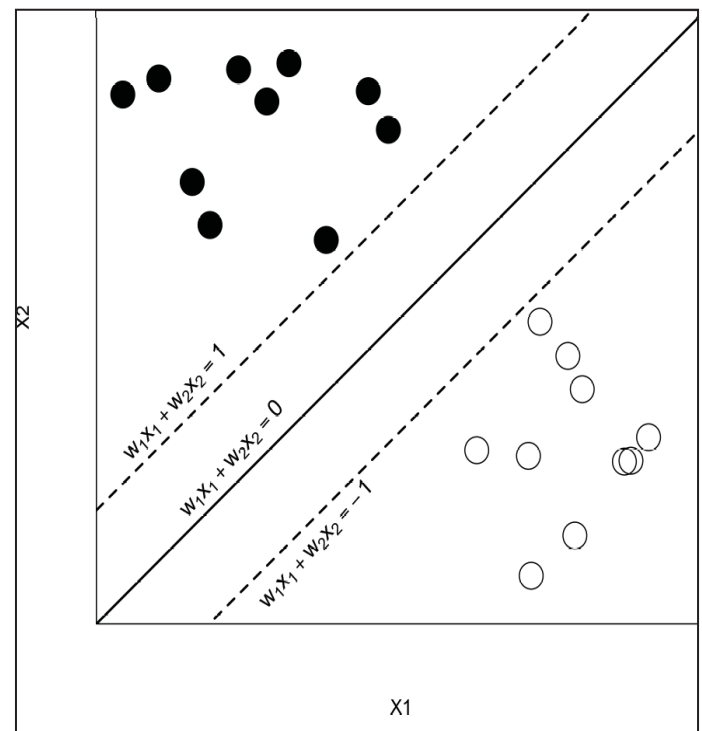 X2
w₁x₁ + w₂x₂ = 1
w₁x₁ + w₂x₂ = 0
w₁x₁ + w₂x₂ = −1
X1